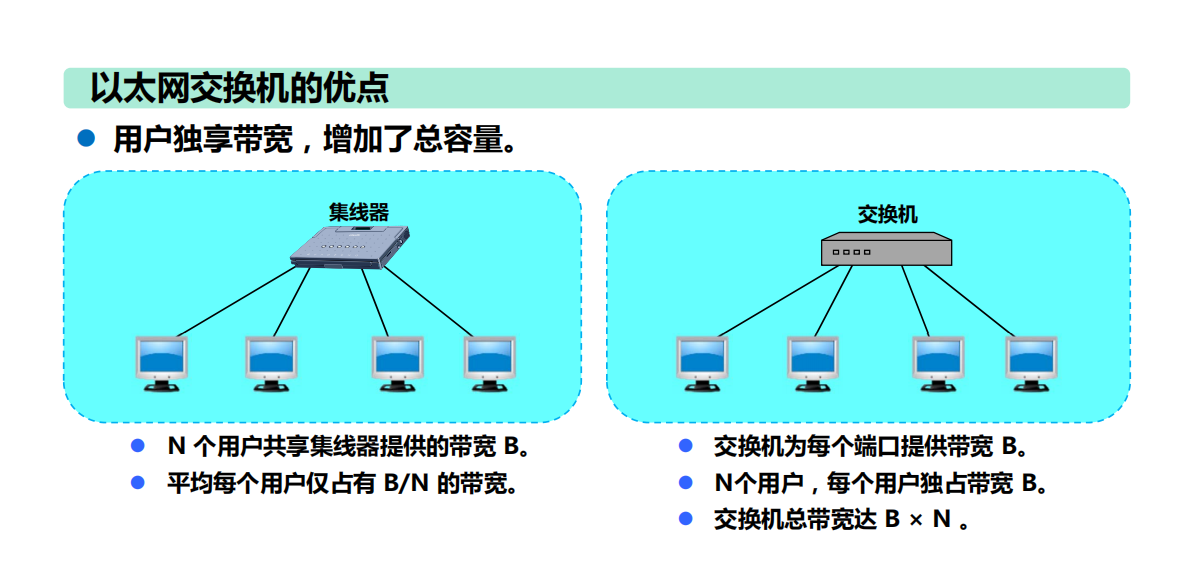 以太网交换机的优点
用户独享带宽，增加了总容量。
集线器
N 个用户共享集线器提供的带宽 B。
平均每个用户仅占有 B/N 的带宽。
交换机
交换机为每个端口提供带宽 B。
N个用户，每个用户独占带宽 B。
交换机总带宽达 B × N 。